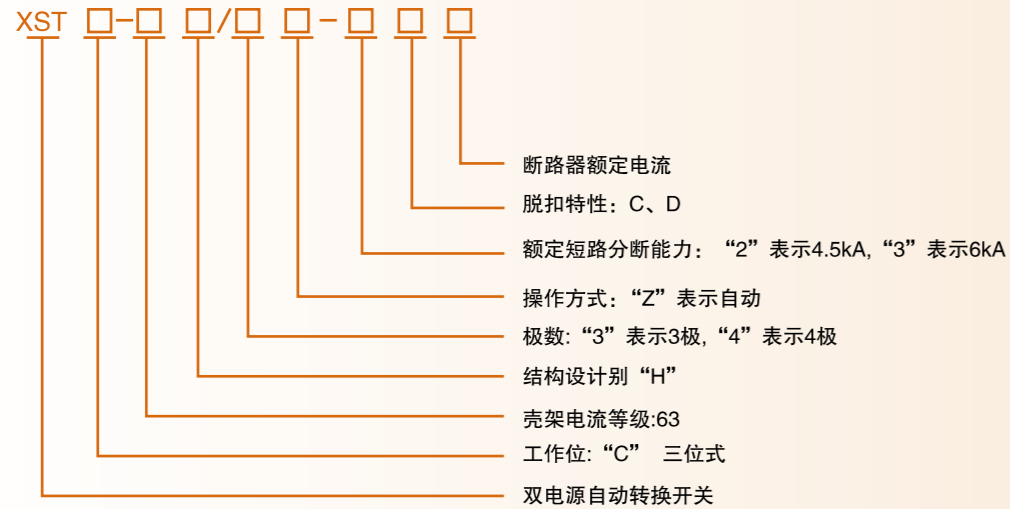 XST □-□ □/□ □-□ □ □
断路器额定电流
脱扣特性：C、D
额定短路分断能力：“2”表示4.5kA, “3”表示6kA
操作方式：“Z”表示自动
极数: “3”表示3极, “4”表示4极
结构设计别“H”
壳架电流等级:63
工作位: “C” 三位式
双电源自动转换开关